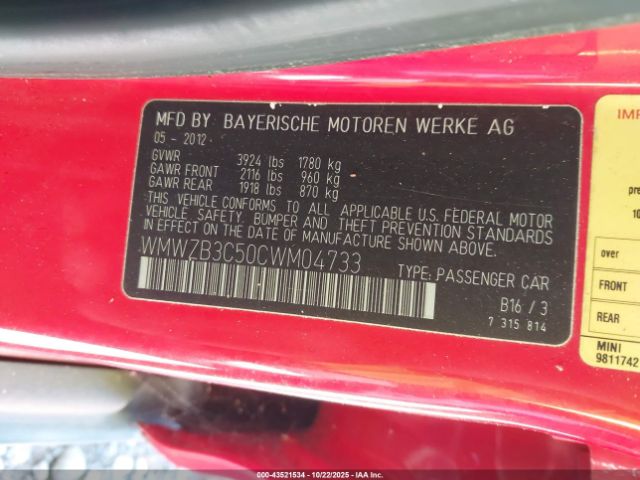 MFD BY BAYERISCHE MOTOREN WERKE AG
05 - 2012
GVWR 3924 lbs 1780 kg
GAWR FRONT 2116 lbs 960 kg
GAWR REAR 1918 lbs 870 kg
THIS VEHICLE CONFORMS TO ALL APPLICABLE U.S. FEDERAL MOTOR
VEHICLE SAFETY, BUMPER AND THEFT PREVENTION STANDARDS
IN EFFECT ON THE DATE OF MANUFACTURE SHOWN ABOVE.
WMWZB3C50CWM04733 TYPE: PASSENGER CAR
B16 / 3
7 315 814
over
FRONT
REAR
MINI
9811742
000-43521534 | 10/22/2025 | Copyright © 2025 IAA, Inc.